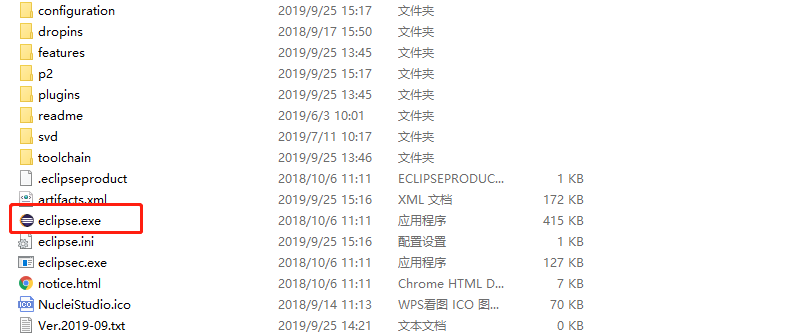 configuration 2019/9/25 15:17 文件夹
dropins 2018/9/17 15:50 文件夹
features 2019/9/25 13:45 文件夹
p2 2019/9/25 15:17 文件夹
plugins 2019/9/25 13:45 文件夹
readme 2019/6/3 10:01 文件夹
svd 2019/7/11 10:17 文件夹
toolchain 2019/9/25 13:46 文件夹
.eclipseproduct 2018/10/6 11:11 ECLIPSEPRODUC... 1 KB
artifacts.xml 2019/9/25 15:16 XML 文档 172 KB
eclipse.exe 2018/10/6 11:11 应用程序 415 KB
eclipse.ini 2019/9/25 15:16 配置设置 1 KB
eclipsec.exe 2018/10/6 11:11 应用程序 127 KB
notice.html 2018/10/6 11:11 Chrome HTML D... 7 KB
NucleiStudio.ico 2018/9/14 11:13 WPS看图 ICO 图... 70 KB
Ver.2019-09.txt 2019/9/25 14:21 文本文档 0 KB